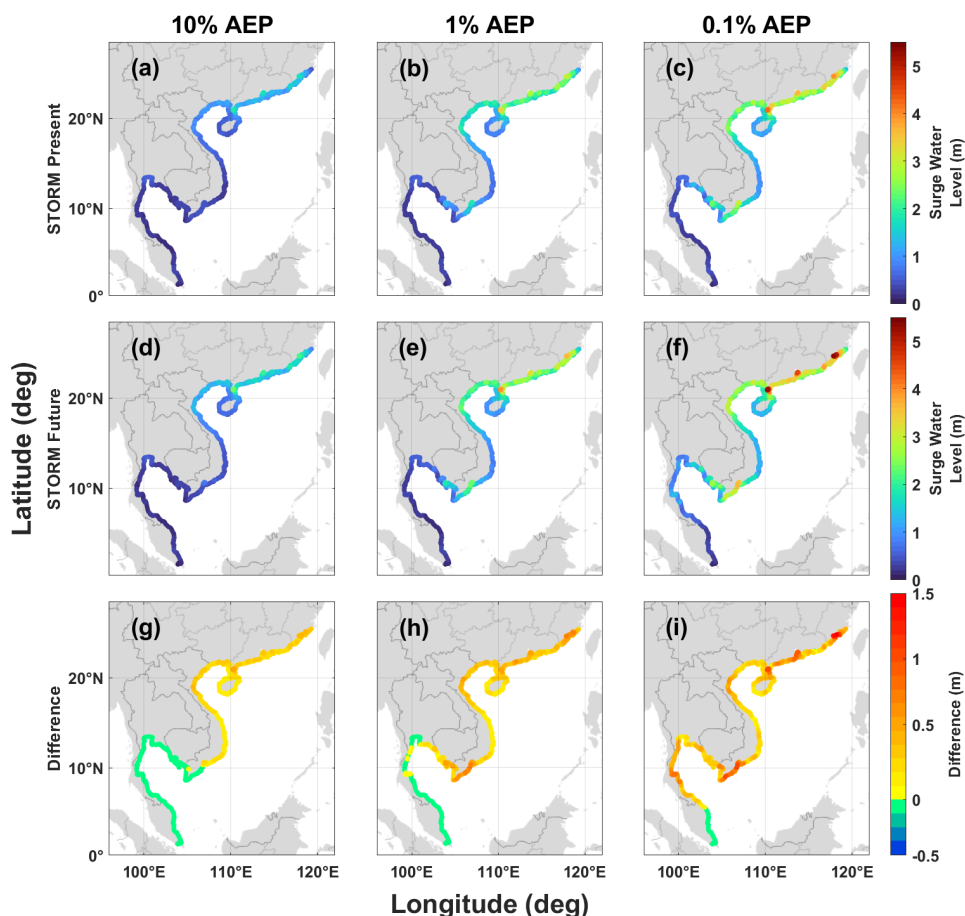 10% AEP
1% AEP
0.1% AEP
STORM Present
(a)
20°N
10°N
0°
(b)
(c)
5
4
3
2
1
0
Surge Water
Level (m)
Latitude (deg)
STORM Future
(d)
20°N
10°N
(e)
(f)
5
4
3
2
1
0
Surge Water
Level (m)
Difference
(g)
20°N
10°N
0°
100°E
110°E
120°E
(h)
100°E
110°E
120°E
(i)
100°E
110°E
120°E
1.5
1
0.5
0
-0.5
Difference (m)
Longitude (deg)